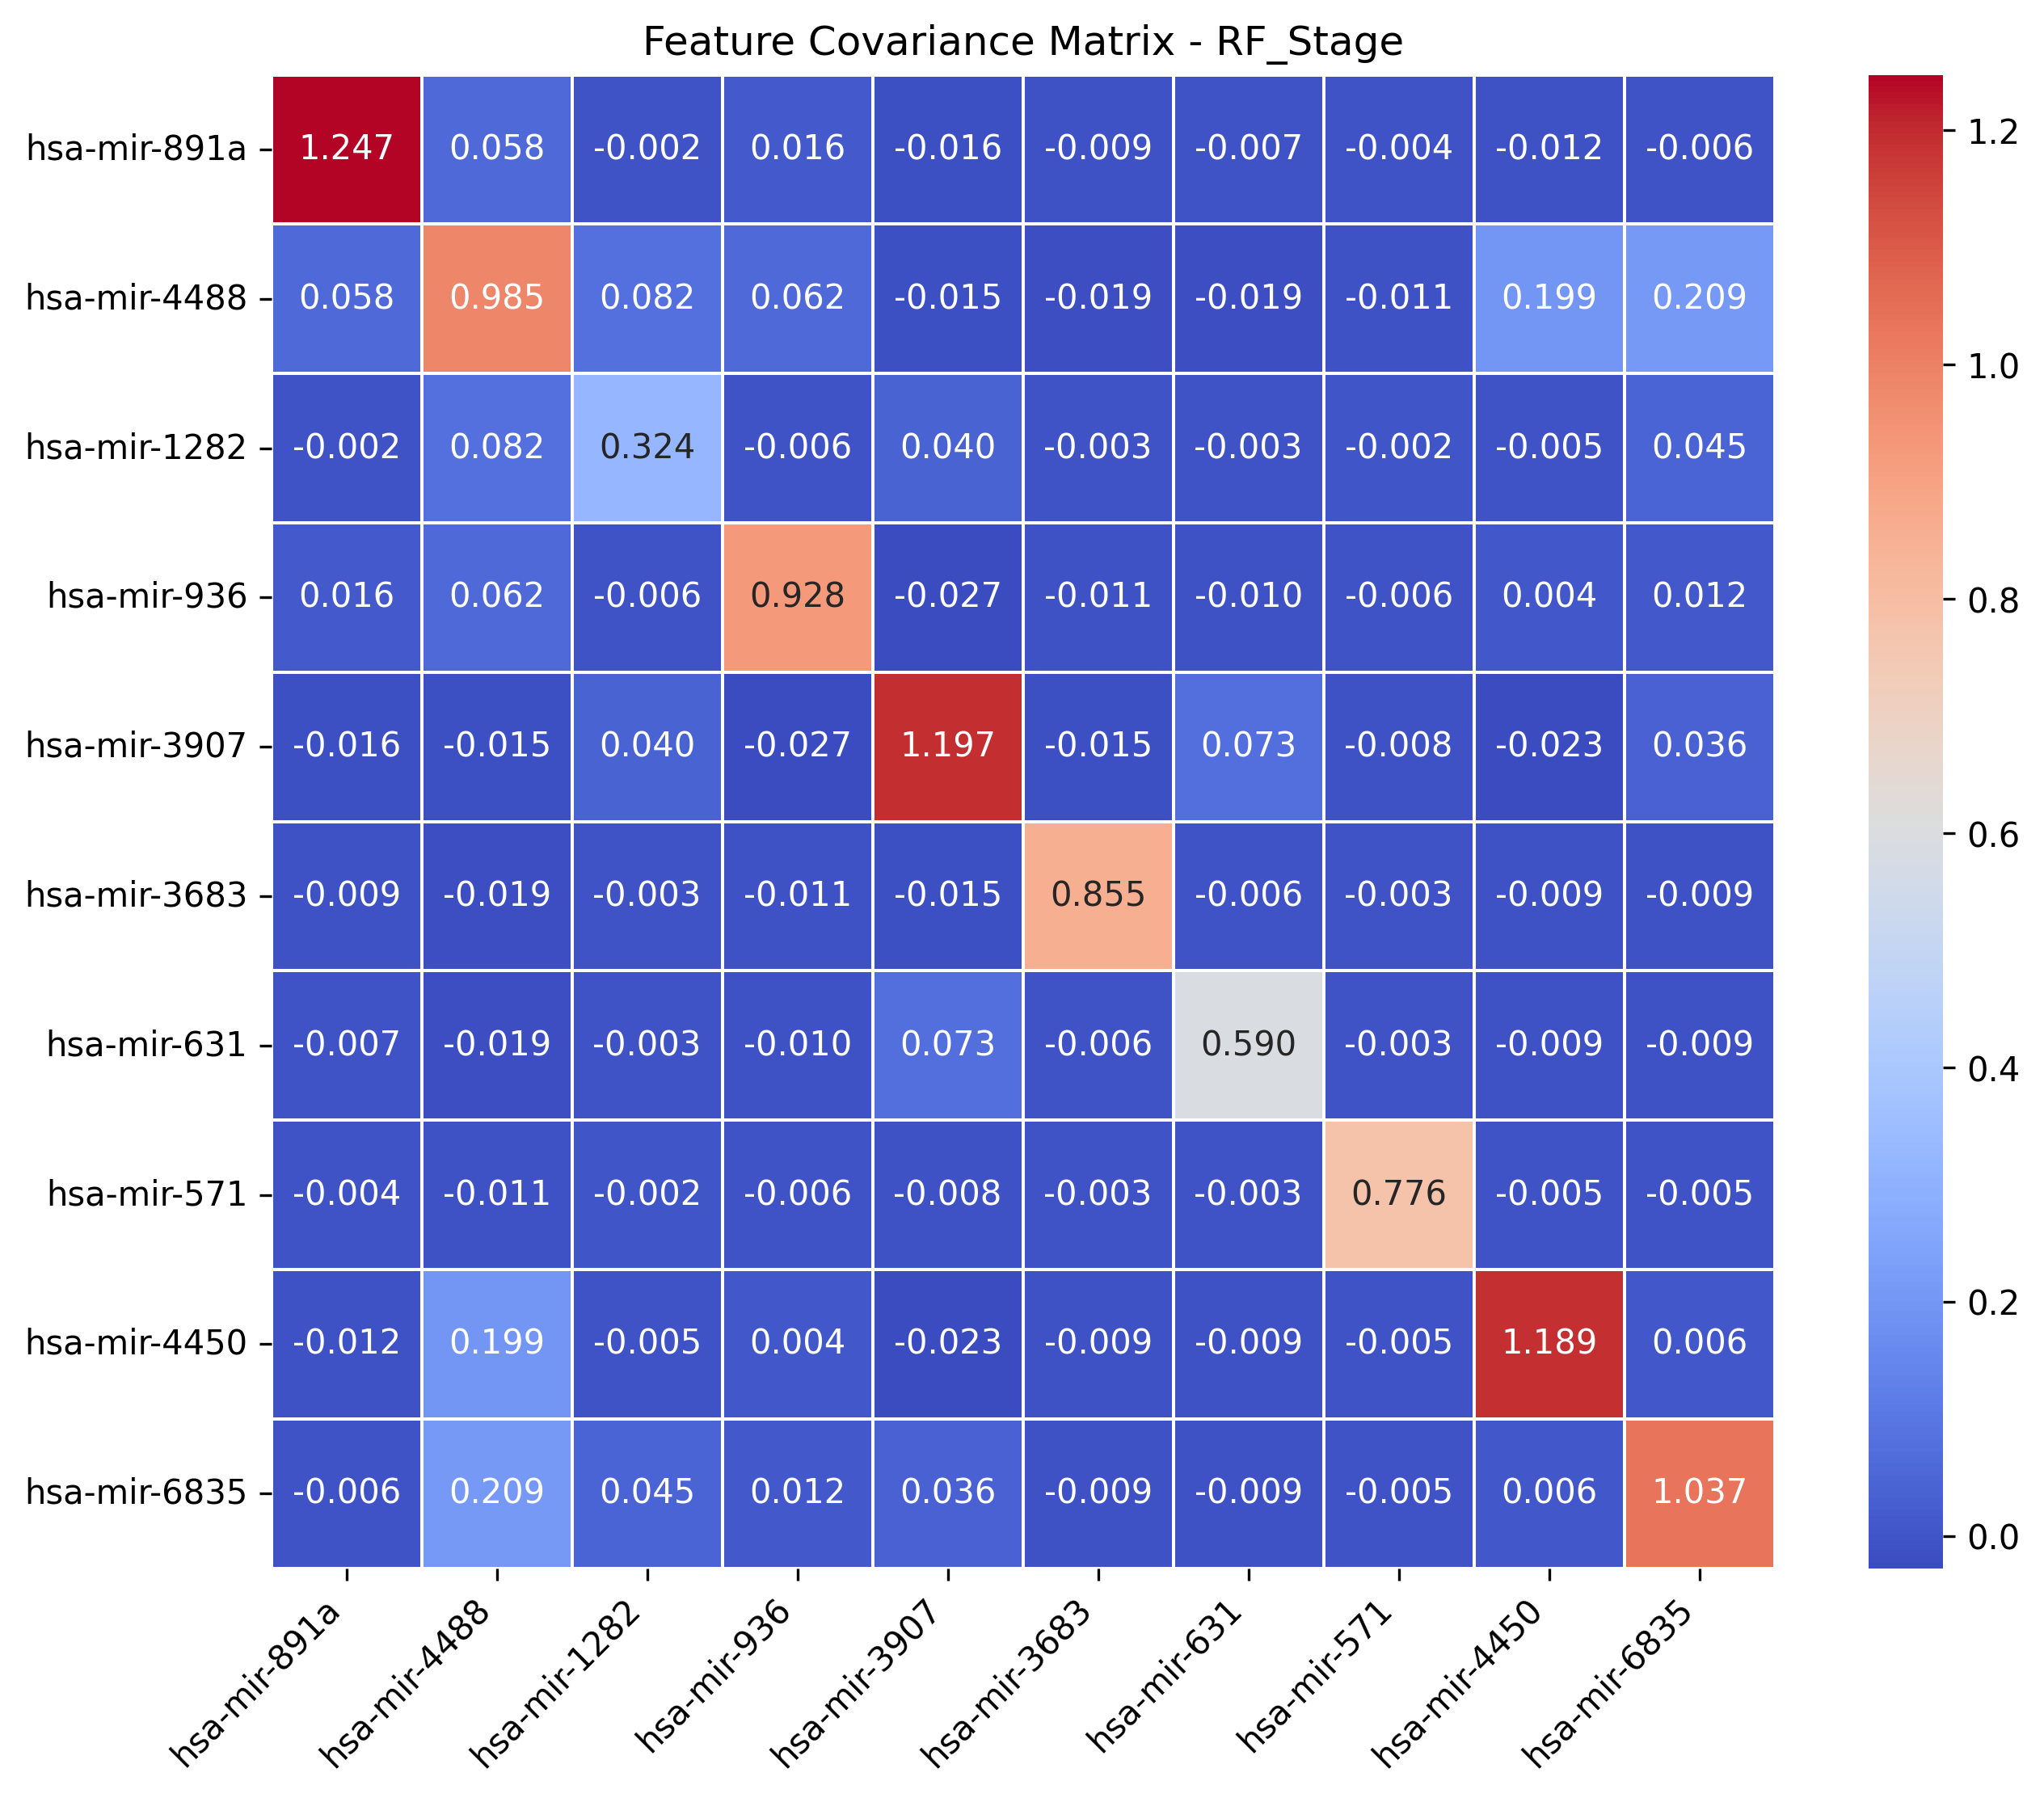 Feature Covariance Matrix - RF_Stage
hsa-mir-891a 1.247 0.058 -0.002 0.016 -0.016 -0.009 -0.007 -0.004 -0.012 -0.006
hsa-mir-4488 0.058 0.985 0.082 0.062 -0.015 -0.019 -0.019 -0.011 0.199 0.209
hsa-mir-1282 -0.002 0.082 0.324 -0.006 0.040 -0.003 -0.003 -0.002 -0.005 0.045
hsa-mir-936 0.016 0.062 -0.006 0.928 -0.027 -0.011 -0.010 -0.006 0.004 0.012
hsa-mir-3907 -0.016 -0.015 0.040 -0.027 1.197 -0.015 0.073 -0.008 -0.023 0.036
hsa-mir-3683 -0.009 -0.019 -0.003 -0.011 -0.015 0.855 -0.006 -0.003 -0.009 -0.009
hsa-mir-631 -0.007 -0.019 -0.003 -0.010 0.073 -0.006 0.590 -0.003 -0.009 -0.009
hsa-mir-571 -0.004 -0.011 -0.002 -0.006 -0.008 -0.003 -0.003 0.776 -0.005 -0.005
hsa-mir-4450 -0.012 0.199 -0.005 0.004 -0.023 -0.009 -0.009 -0.005 1.189 0.006
hsa-mir-6835 -0.006 0.209 0.045 0.012 0.036 -0.009 -0.009 -0.005 0.006 1.037
hsa-mir-891a hsa-mir-4488 hsa-mir-1282 hsa-mir-936 hsa-mir-3907 hsa-mir-3683 hsa-mir-631 hsa-mir-571 hsa-mir-4450 hsa-mir-6835
1.2
1.0
0.8
0.6
0.4
0.2
0.0